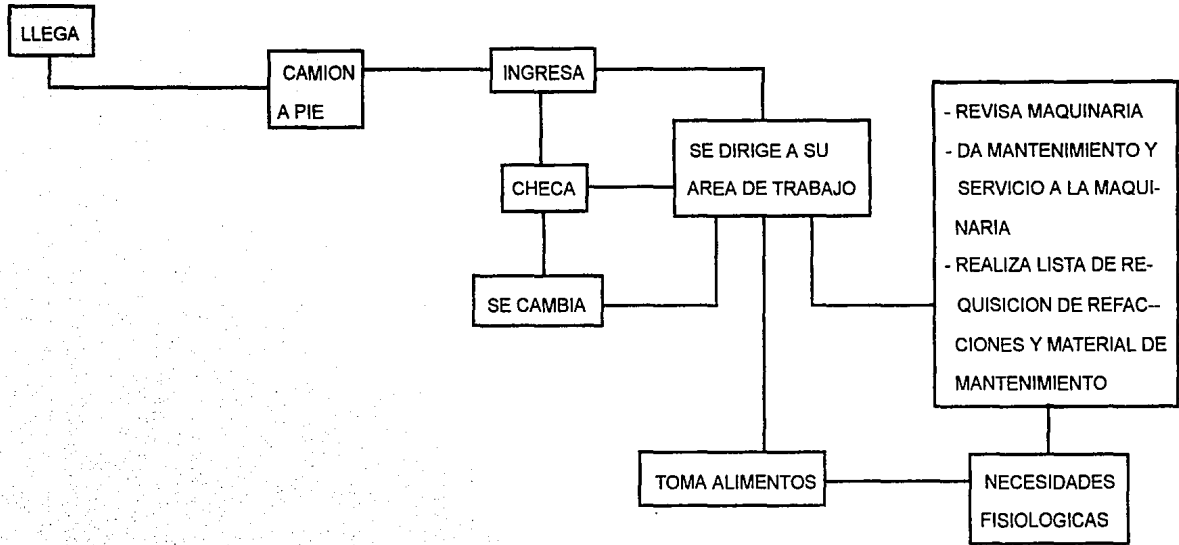 LLEGA
CAMION
A PIE
INGRESA
CHECA
SE CAMBIA
SE DIRIGE A SU
AREA DE TRABAJO
- REVISA MAQUINARIA
- DA MANTENIMIENTO Y
SERVICIO A LA MAQUI-
NARIA
- REALIZA LISTA DE RE-
QUISICION DE REFAC--
CIONES Y MATERIAL DE
MANTENIMIENTO
TOMA ALIMENTOS
NECESIDADES
FISIOLOGICAS